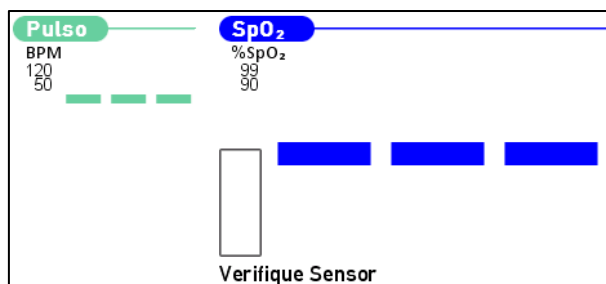 Pulso
BPM
120
50
SpO₂
%SpO₂
99
90
Verifique Sensor